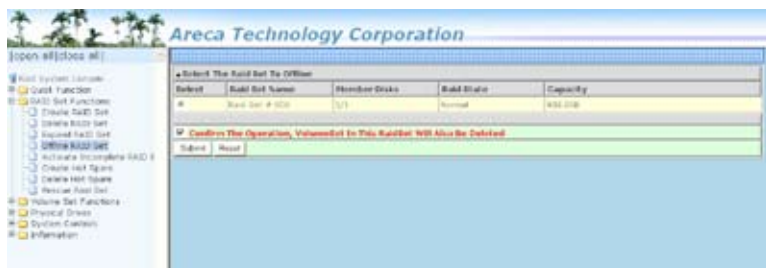 Areca Technology Corporation
|open all|close all|
Raid System Console
Quick Function
RAID Set Functions
Create RAID Set
Delete RAID Set
Expand RAID Set
Offline RAID Set
Activate Incomplete RAID
Create Hot Spare
Delete Hot Spare
Rescue Raid Set
Volume Set Functions
Physical Drives
System Controls
Information
Select The Raid Set To Offline
Select Raid Set Name Member Disks Raid State Capacity
Raid Set # Normal
Confirm The Operation, VolumeSet In This RaidSet Will Also Be Deleted
Submit Reset